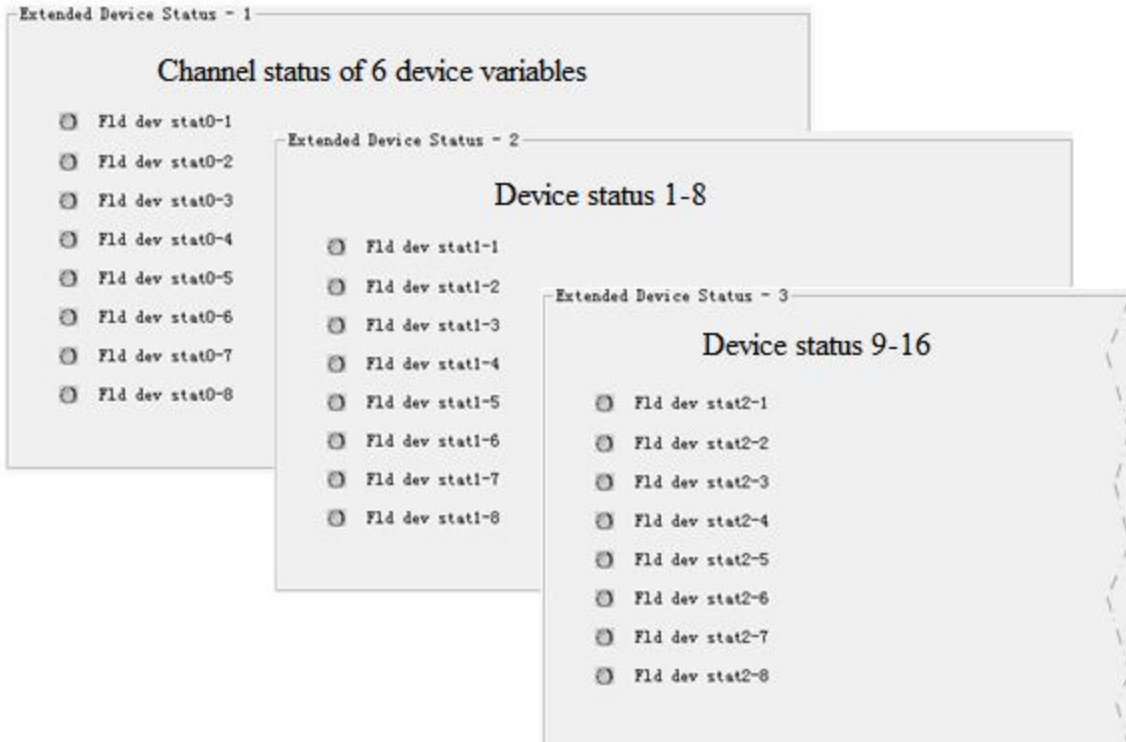 Extended Device Status - 1
Channel status of 6 device variables
Fld dev stat0-1
Fld dev stat0-2
Fld dev stat0-3
Fld dev stat0-4
Fld dev stat0-5
Fld dev stat0-6
Fld dev stat0-7
Fld dev stat0-8
Extended Device Status - 2
Device status 1-8
Fld dev stat1-1
Fld dev stat1-2
Fld dev stat1-3
Fld dev stat1-4
Fld dev stat1-5
Fld dev stat1-6
Fld dev stat1-7
Fld dev stat1-8
Extended Device Status - 3
Device status 9-16
Fld dev stat2-1
Fld dev stat2-2
Fld dev stat2-3
Fld dev stat2-4
Fld dev stat2-5
Fld dev stat2-6
Fld dev stat2-7
Fld dev stat2-8